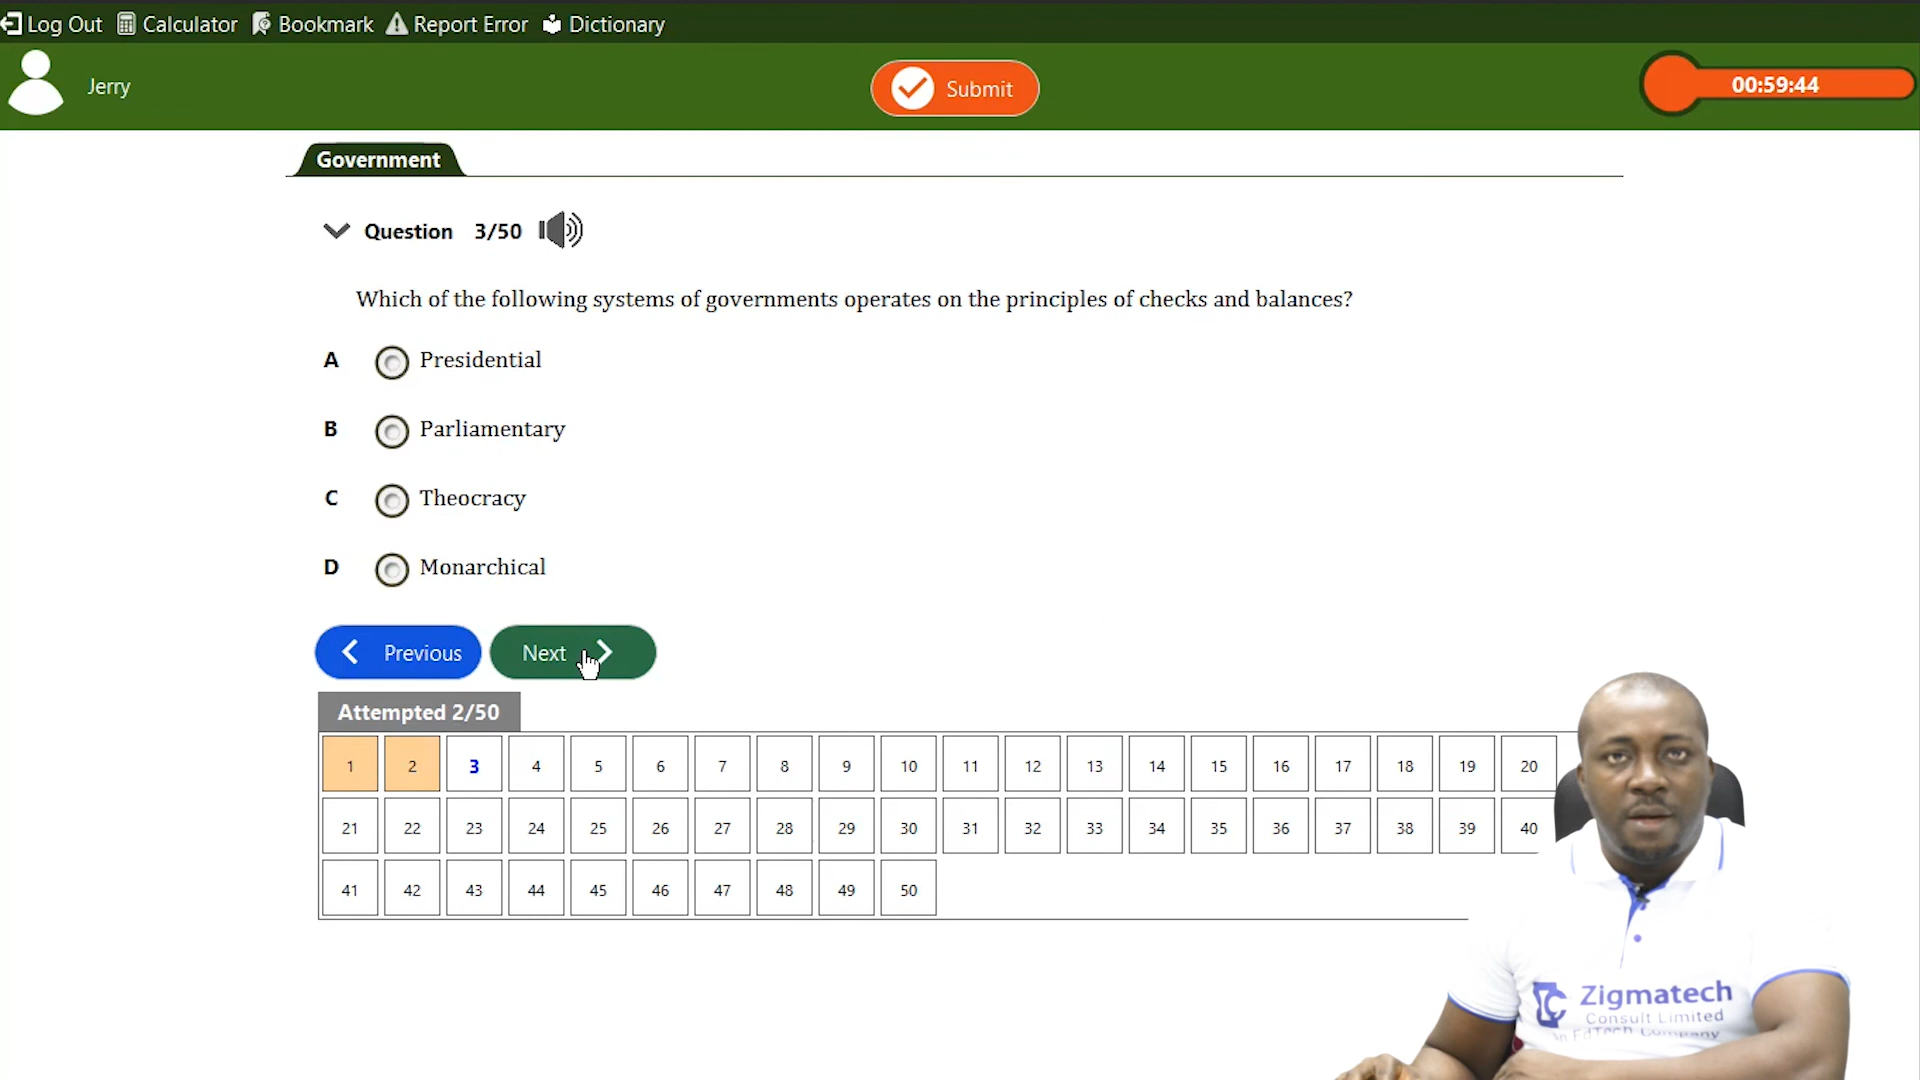 Log Out Calculator Bookmark Report Error Dictionary
Jerry
Submit
00:59:44
Government
Question 3/50
Which of the following systems of governments operates on the principles of checks and balances?
A Presidential
B Parliamentary
C Theocracy
D Monarchical
Previous Next
Attempted 2/50
1 2 3 4 5 6 7 8 9 10 11 12 13 14 15 16 17 18 19 20
21 22 23 24 25 26 27 28 29 30 31 32 33 34 35 36 37 38 39 40
41 42 43 44 45 46 47 48 49 50
Zigmatech
Consult Limited
An EdTech Company